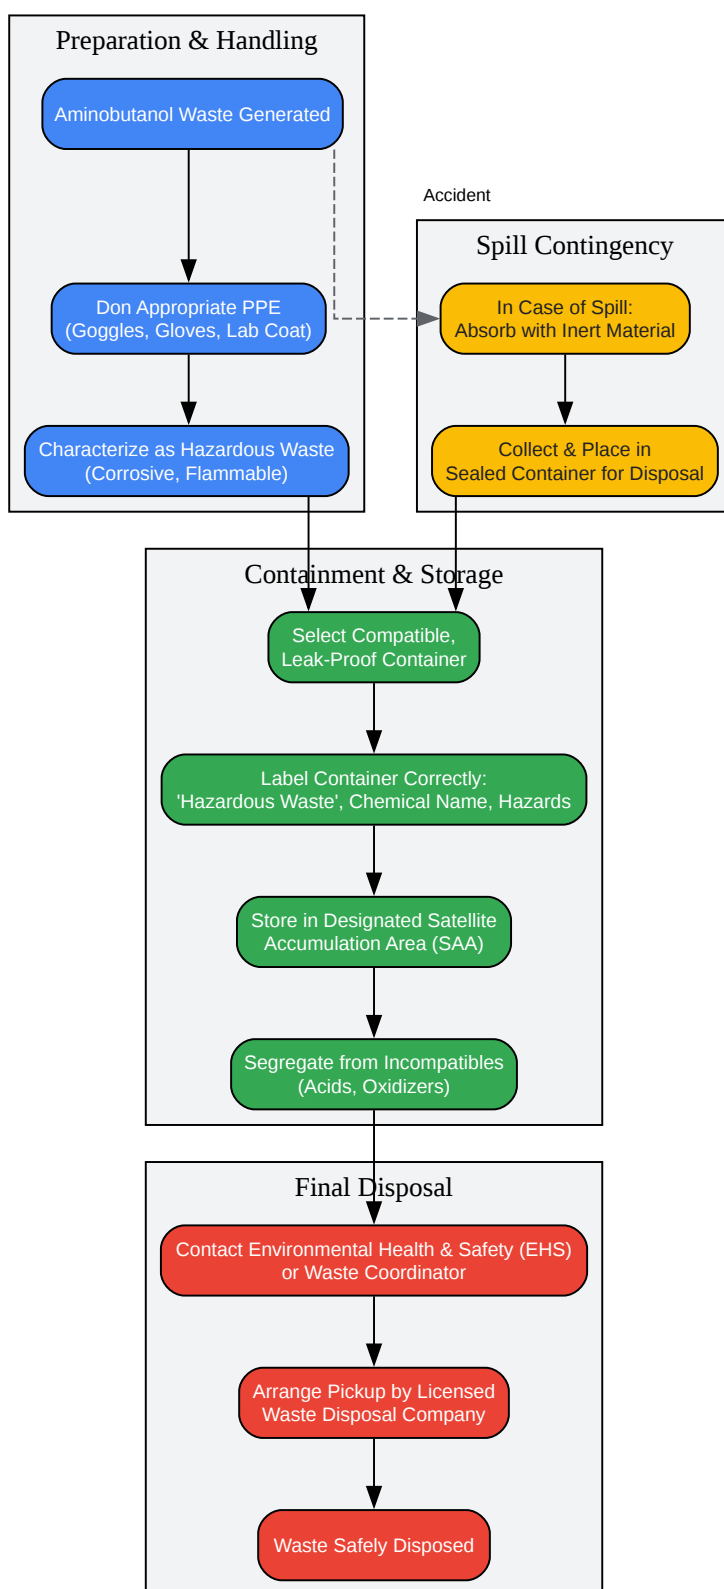 Preparation & Handling
Aminobutanol Waste Generated
Don Appropriate PPE
(Goggles, Gloves, Lab Coat)
Characterize as Hazardous Waste
(Corrosive, Flammable)
Accident
Spill Contingency
In Case of Spill:
Absorb with Inert Material
Collect & Place in
Sealed Container for Disposal
Containment & Storage
Select Compatible,
Leak-Proof Container
Label Container Correctly:
'Hazardous Waste', Chemical Name, Hazards
Store in Designated Satellite
Accumulation Area (SAA)
Segregate from Incompatibles
(Acids, Oxidizers)
Final Disposal
Contact Environmental Health & Safety (EHS)
or Waste Coordinator
Arrange Pickup by Licensed
Waste Disposal Company
Waste Safely Disposed